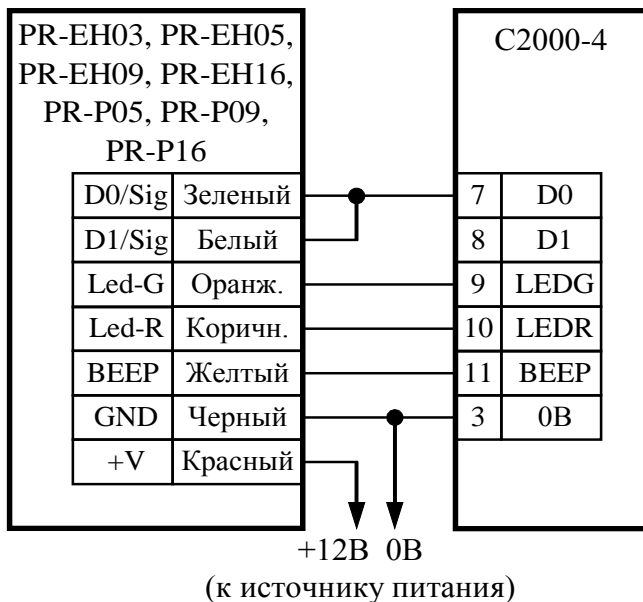 PR-EH03, PR-EH05,
PR-EH09, PR-EH16,
PR-P05, PR-P09,
PR-P16
С2000-4
D0/Sig Зеленый 7 D0
D1/Sig Белый 8 D1
Led-G Оранж. 9 LEDG
Led-R Коричн. 10 LEDR
BEEP Желтый 11 BEEP
GND Черный 3 0В
+V Красный
+12В 0В
(к источнику питания)